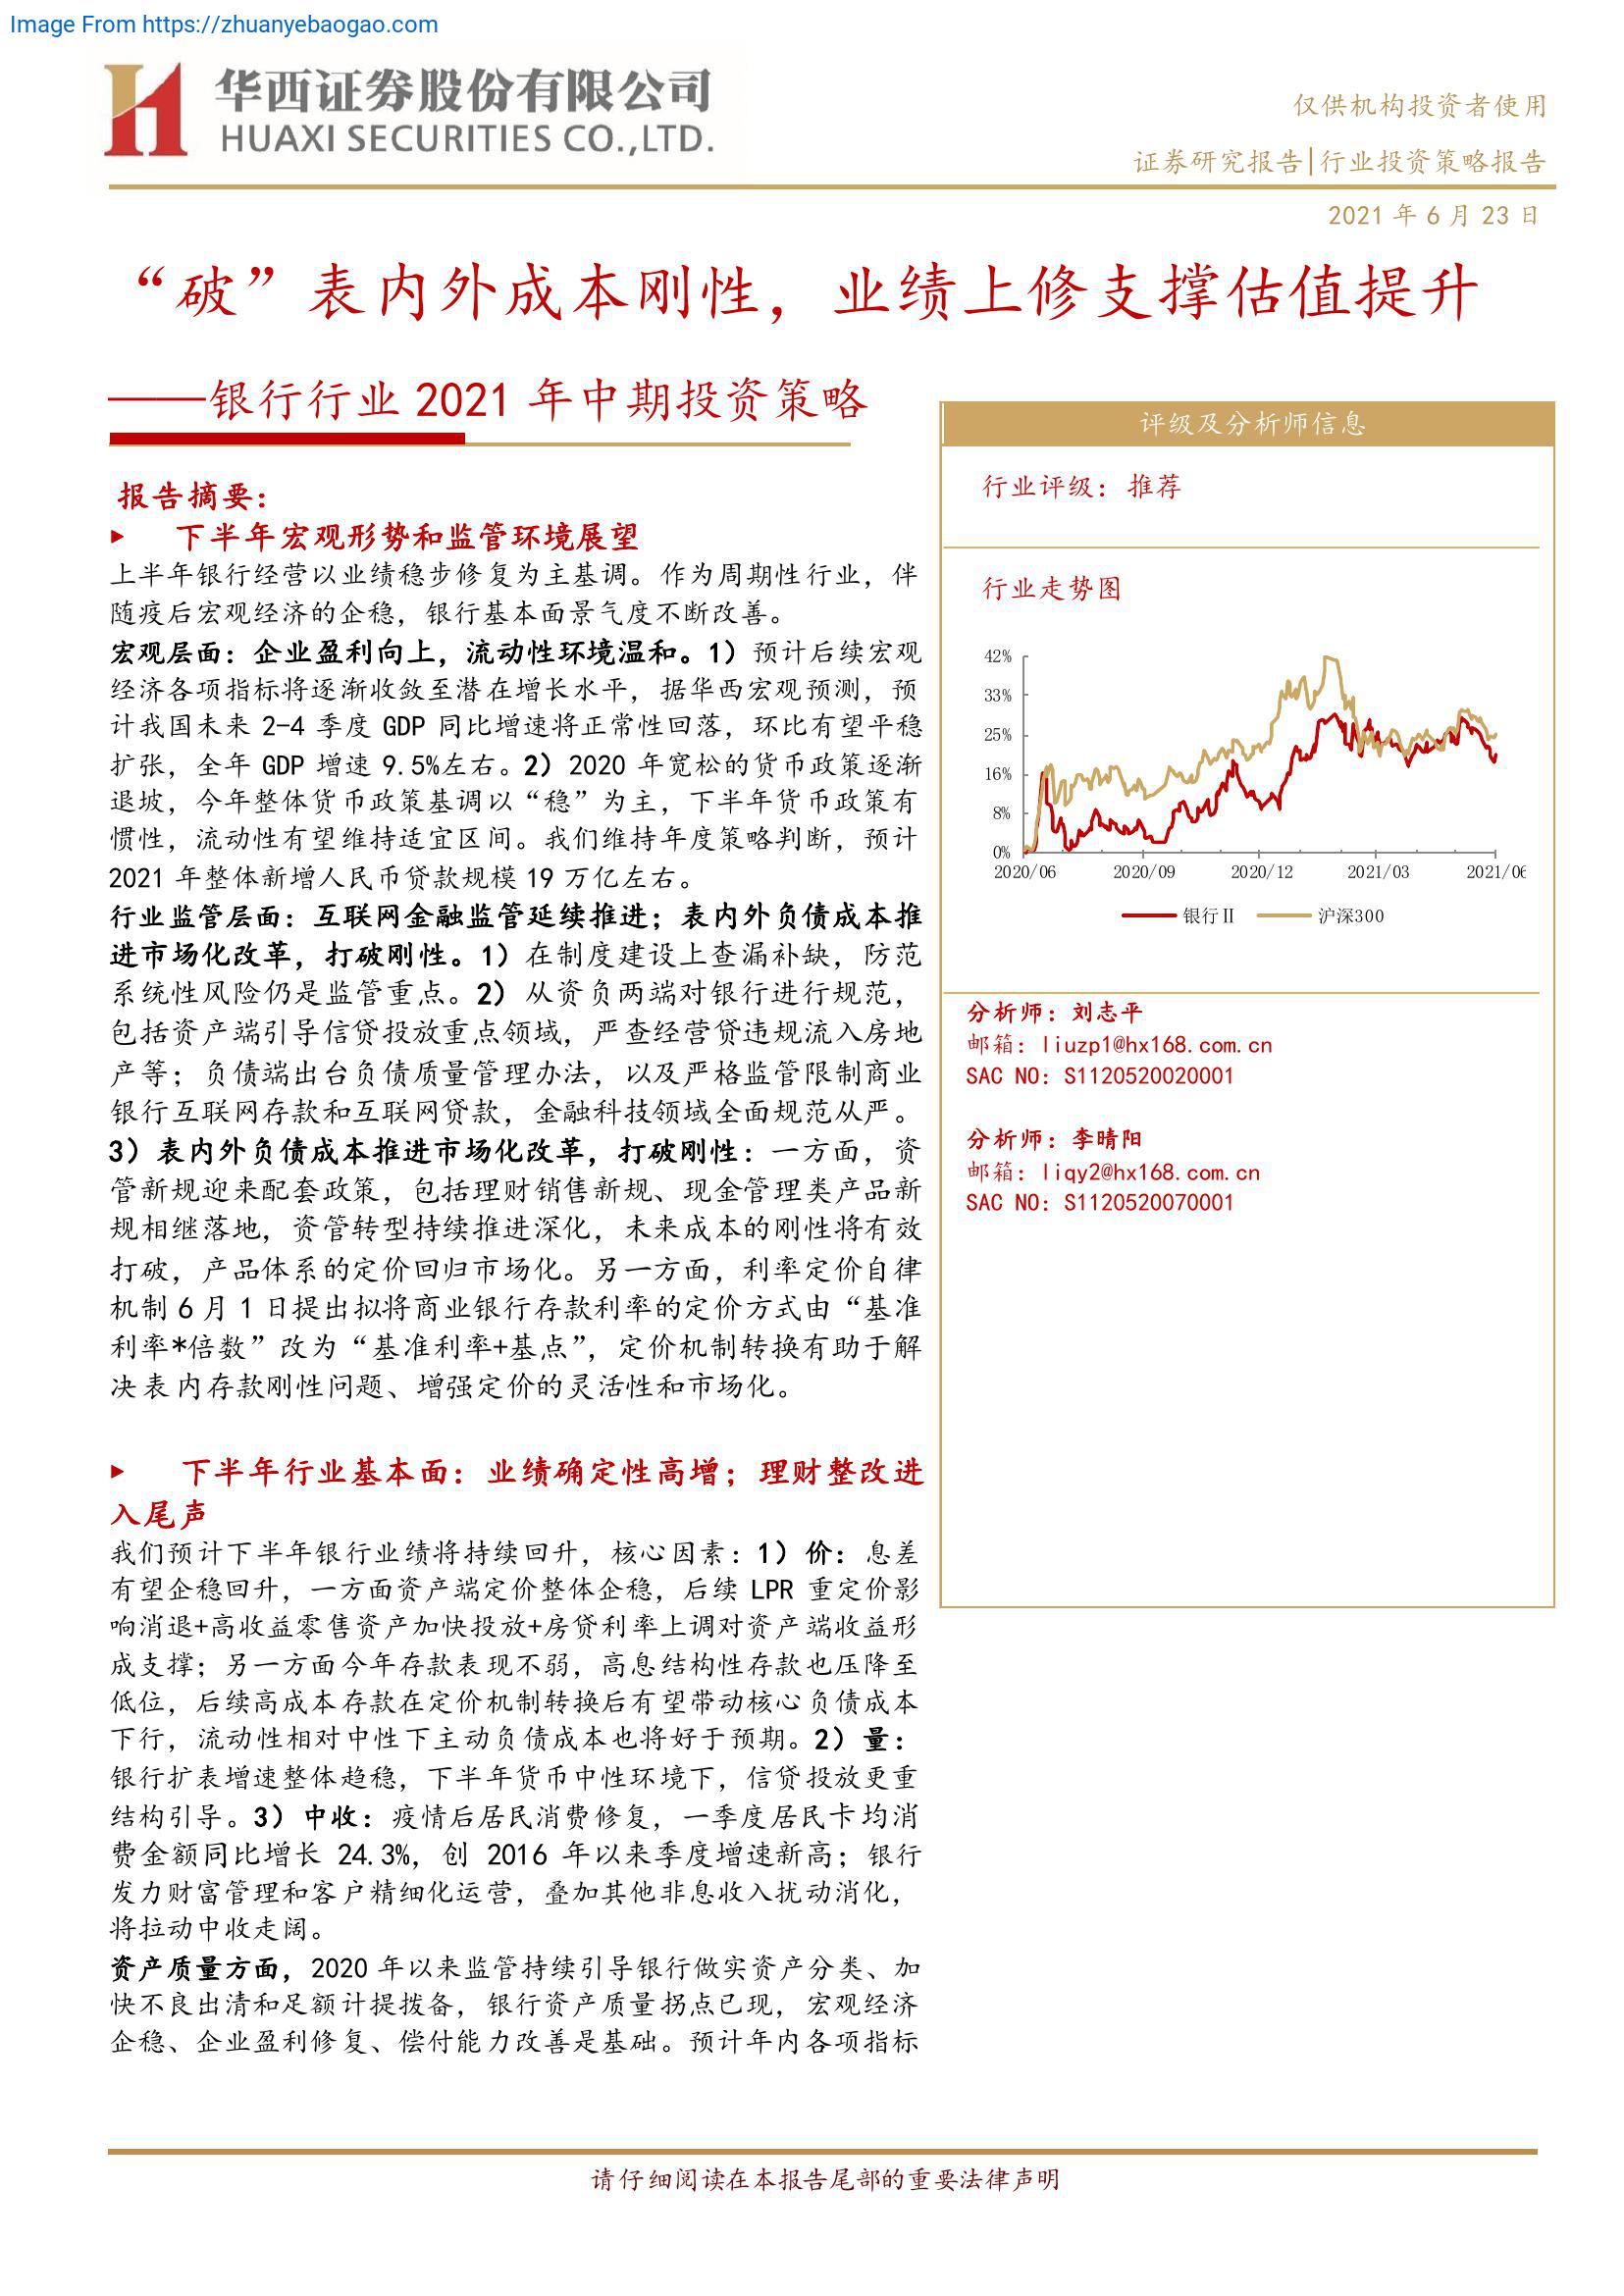 Image From https://zhuanyebaogao.com
华西证券股份有限公司
HUAXI SECURITIES CO.,LTD.
仅供机构投资者使用
证券研究报告|行业投资策略报告
2021 年 6 月 23 日
“破”表内外成本刚性，业绩上修支撑估值提升
——银行行业 2021 年中期投资策略
报告摘要：
▸ 下半年宏观形势和监管环境展望
上半年银行经营以业绩稳步修复为主基调。作为周期性行业，伴
随疫后宏观经济的企稳，银行基本面景气度不断改善。
宏观层面：企业盈利向上，流动性环境温和。1）预计后续宏观
经济各项指标将逐渐收敛至潜在增长水平，据华西宏观预测，预
计我国未来 2-4 季度 GDP 同比增速将正常性回落，环比有望平稳
扩张，全年 GDP 增速 9.5%左右。2）2020 年宽松的货币政策逐渐
退坡，今年整体货币政策基调以“稳”为主，下半年货币政策有
惯性，流动性有望维持适宜区间。我们维持年度策略判断，预计
2021 年整体新增人民币贷款规模 19 万亿左右。
行业监管层面：互联网金融监管延续推进；表内外负债成本推
进市场化改革，打破刚性。1）在制度建设上查漏补缺，防范
系统性风险仍是监管重点。2）从资负两端对银行进行规范，
包括资产端引导信贷投放重点领域，严查经营贷违规流入房地
产等；负债端出台负债质量管理办法，以及严格监管限制商业
银行互联网存款和互联网贷款，金融科技领域全面规范从严。
3）表内外负债成本推进市场化改革，打破刚性：一方面，资
管新规迎来配套政策，包括理财销售新规、现金管理类产品新
规相继落地，资管转型持续推进深化，未来成本的刚性将有效
打破，产品体系的定价回归市场化。另一方面，利率定价自律
机制 6 月 1 日提出拟将商业银行存款利率的定价方式由“基准
利率*倍数”改为“基准利率+基点”，定价机制转换有助于解
决表内存款刚性问题、增强定价的灵活性和市场化。
▸ 下半年行业基本面：业绩确定性高增；理财整改进
入尾声
我们预计下半年银行业绩将持续回升，核心因素：1）价：息差
有望企稳回升，一方面资产端定价整体企稳，后续 LPR 重定价影
响消退+高收益零售资产加快投放+房贷利率上调对资产端收益形
成支撑；另一方面今年存款表现不弱，高息结构性存款也压降至
低位，后续高成本存款在定价机制转换后有望带动核心负债成本
下行，流动性相对中性下主动负债成本也将好于预期。2）量：
银行扩表增速整体趋稳，下半年货币中性环境下，信贷投放更重
结构引导。3）中收：疫情后居民消费修复，一季度居民卡均消
费金额同比增长 24.3%，创 2016 年以来季度增速新高；银行
发力财富管理和客户精细化运营，叠加其他非息收入扰动消化，
将拉动中收走阔。
资产质量方面，2020 年以来监管持续引导银行做实资产分类、加
快不良出清和足额计提拨备，银行资产质量拐点已现，宏观经济
企稳、企业盈利修复、偿付能力改善是基础。预计年内各项指标
评级及分析师信息
行业评级：推荐
行业走势图
42%
33%
25%
16%
8%
0%
2020/06 2020/09 2020/12 2021/03 2021/06
银行Ⅱ 沪深300
分析师：刘志平
邮箱：liuzp1@hx168.com.cn
SAC NO：S1120520020001
分析师：李晴阳
邮箱：liqy2@hx168.com.cn
SAC NO：S1120520070001
请仔细阅读在本报告尾部的重要法律声明